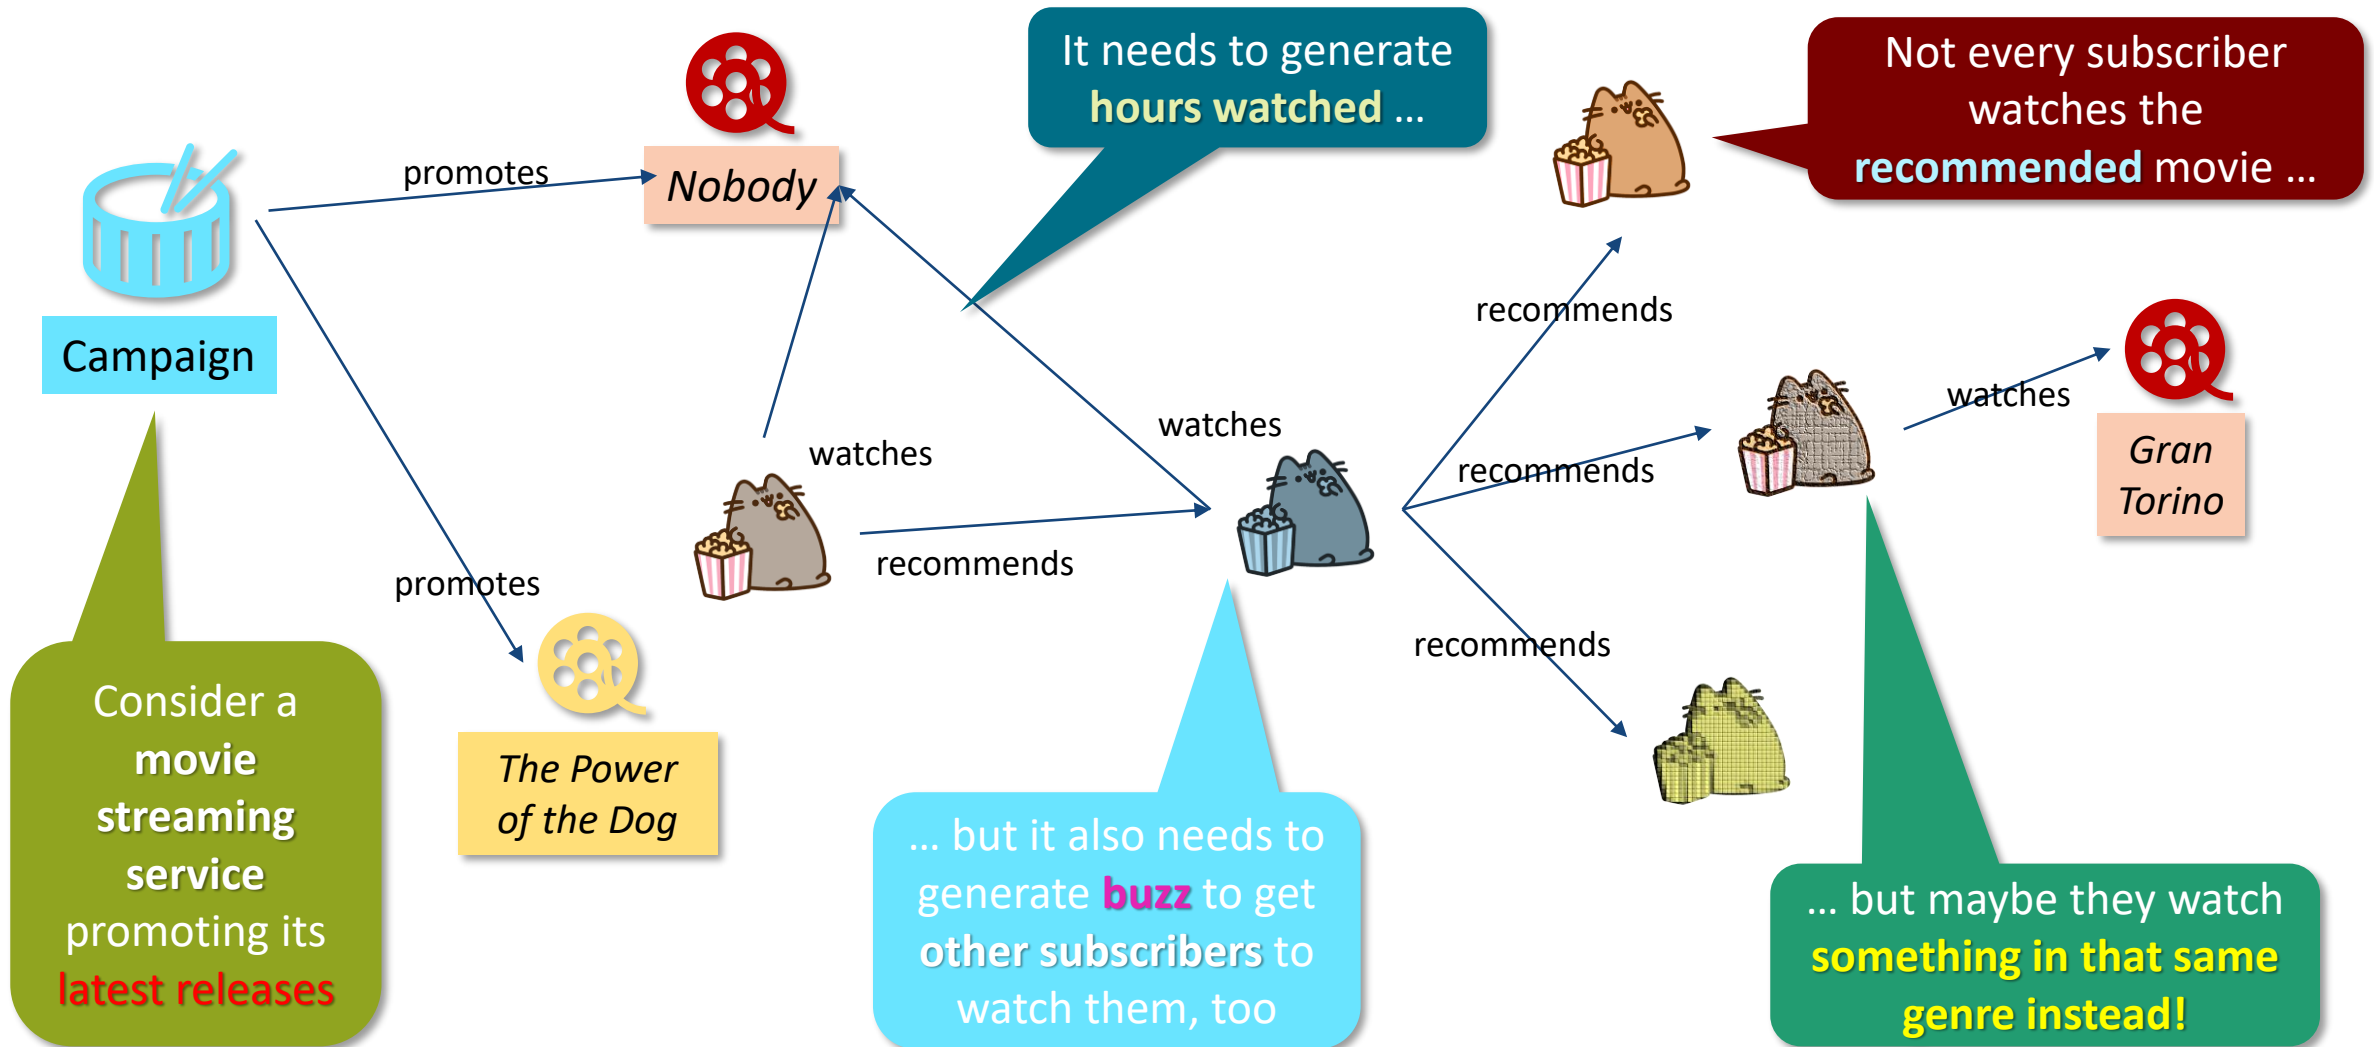 It needs to generate
hours watched ...
Not every subscriber
watches the
recommended movie ...
promotes
Nobody
recommends
Campaign
watches
Gran
Torino
watches
watches
recommends
recommends
promotes
recommends
Consider a
movie
streaming
service
promoting its
latest releases
The Power
of the Dog
... but it also needs to
generate buzz to get
other subscribers to
watch them, too
... but maybe they watch
something in that same
genre instead!